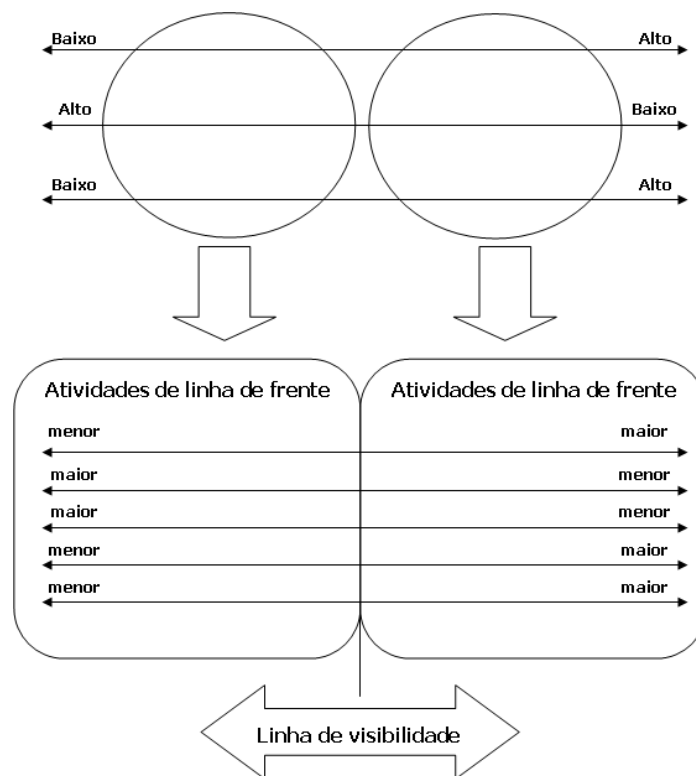 Baixo Alto
Alto Baixo
Baixo Alto
Atividades de linha de frente Atividades de linha de frente
menor maior
maior menor
maior menor
menor maior
menor maior
Linha de visibilidade